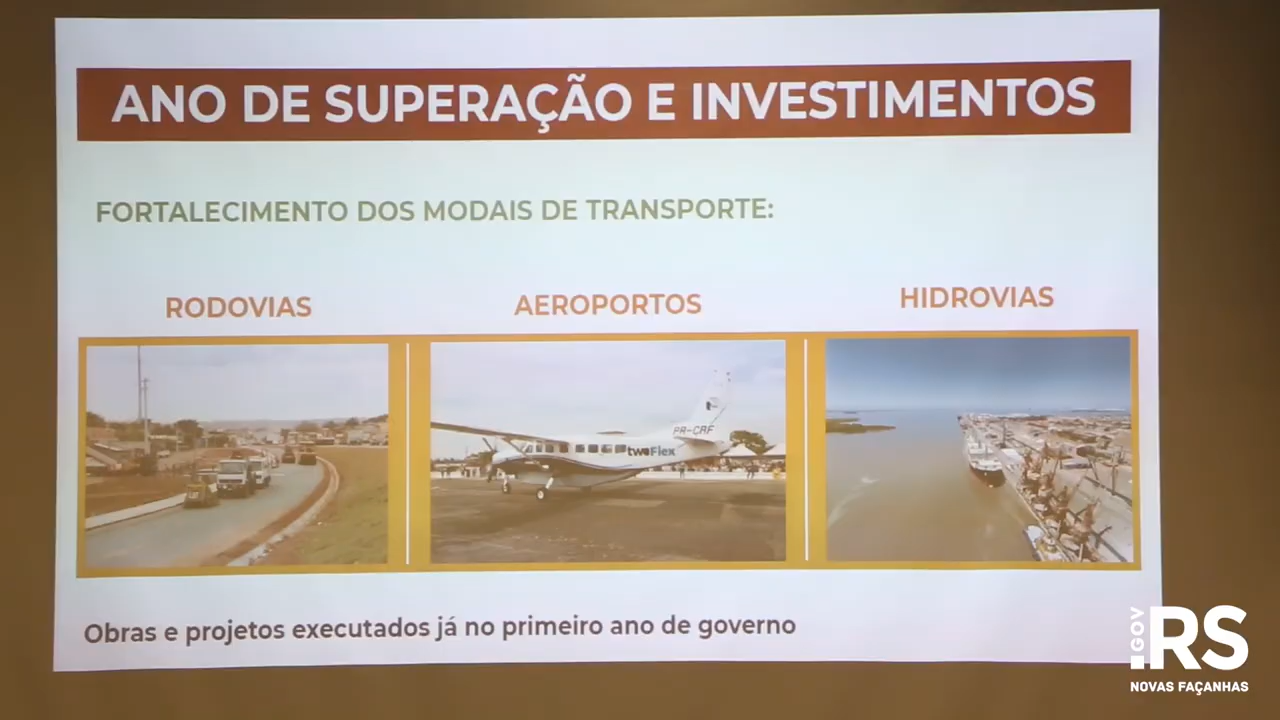 ANO DE SUPERAÇÃO E INVESTIMENTOS
FORTALECIMENTO DOS MODAIS DE TRANSPORTE:
RODOVIAS
AEROPORTOS
HIDROVIAS
PR-CRF
twoFlex
Obras e projetos executados já no primeiro ano de governo
.GOV
RS
NOVAS FAÇANHAS